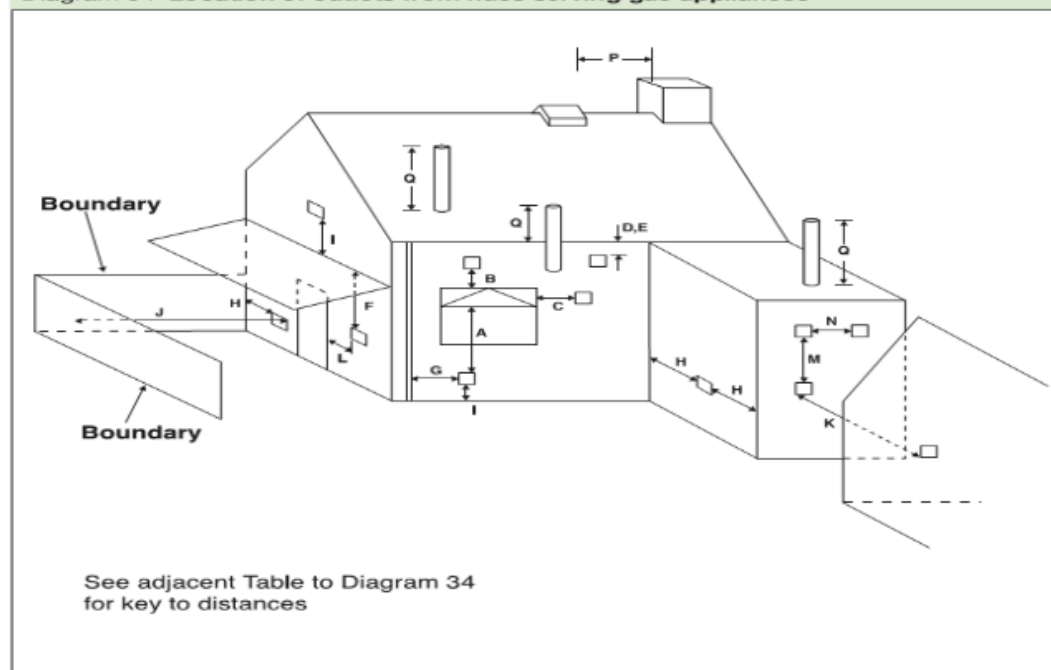 Diagram 34 Location of outlets from flues serving gas appliances
P
Q
Boundary
Q
D,E
Q
I
B
H
F
C
N
J
A
M
L
G
H
H
I
K
Boundary
See adjacent Table to Diagram 34
for key to distances